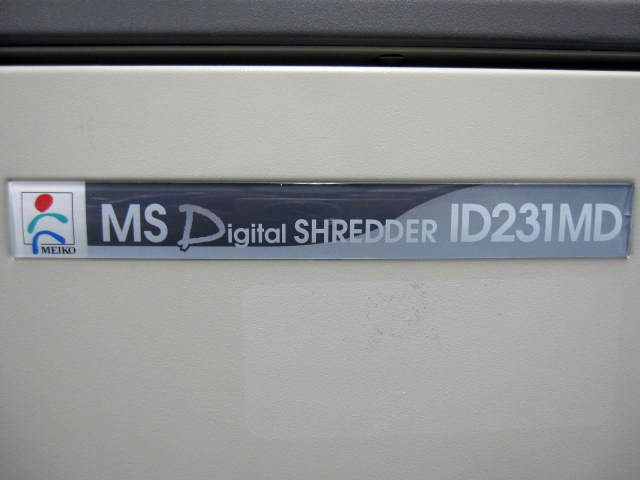 MEIKO
MS Digital SHREDDER ID231MD